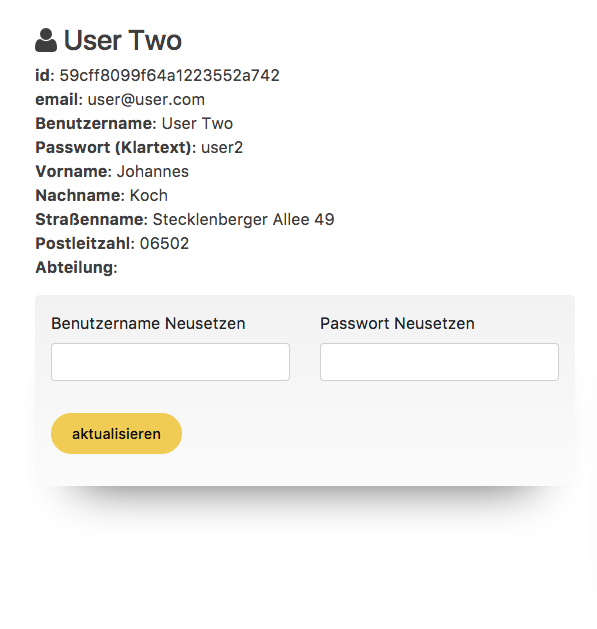 User Two
id: 59cff8099f64a1223552a742
email: user@user.com
Benutzername: User Two
Passwort (Klartext): user2
Vorname: Johannes
Nachname: Koch
Straßenname: Stecklenberger Allee 49
Postleitzahl: 06502
Abteilung:
Benutzername Neusetzen
Passwort Neusetzen
aktualisieren